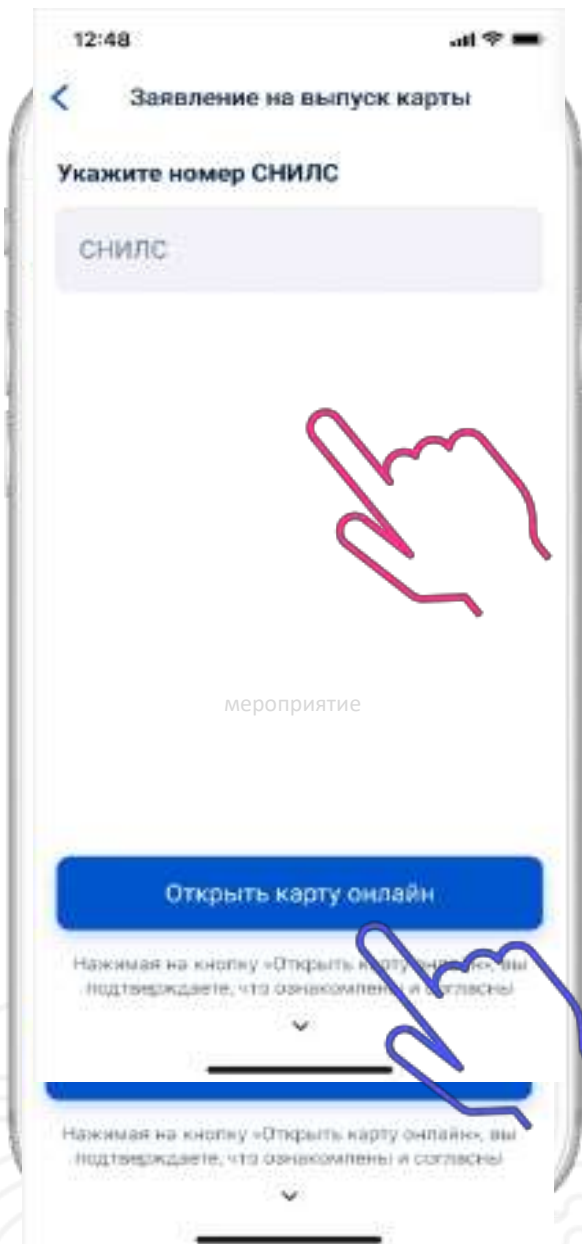 12:48
Заявление на выпуск карты
Укажите номер СНИЛС
СНИЛС
мероприятие
Открыть карту онлайн
Нажимая на кнопку «Открыть карту онлайн», вы
подтверждаете, что ознакомлены и согласны
Нажимая на кнопку «Открыть карту онлайн», вы
подтверждаете, что ознакомлены и согласны